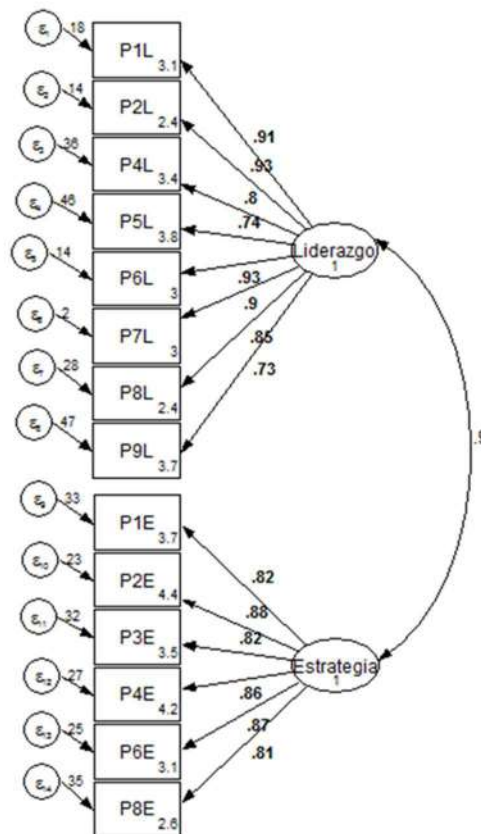 ε₁ 18 P1L 3.1
.91
ε₂ 14 P2L 2.4
.93
ε₃ 36 P4L 3.4
.8
ε₄ 46 P5L 3.8
.74
Liderazgo
1
ε₅ 14 P6L 3
.93
ε₆ 2 P7L 3
.9
.85
ε₇ 28 P8L 2.4
.73
ε₈ 47 P9L 3.7
.9
ε₉ 33 P1E 3.7
.82
ε₁₀ 23 P2E 4.4
.88
ε₁₁ 32 P3E 3.5
.82
Estrategia
1
ε₁₂ 27 P4E 4.2
.86
ε₁₃ 25 P6E 3.1
.87
.81
ε₁₄ 35 P8E 2.6